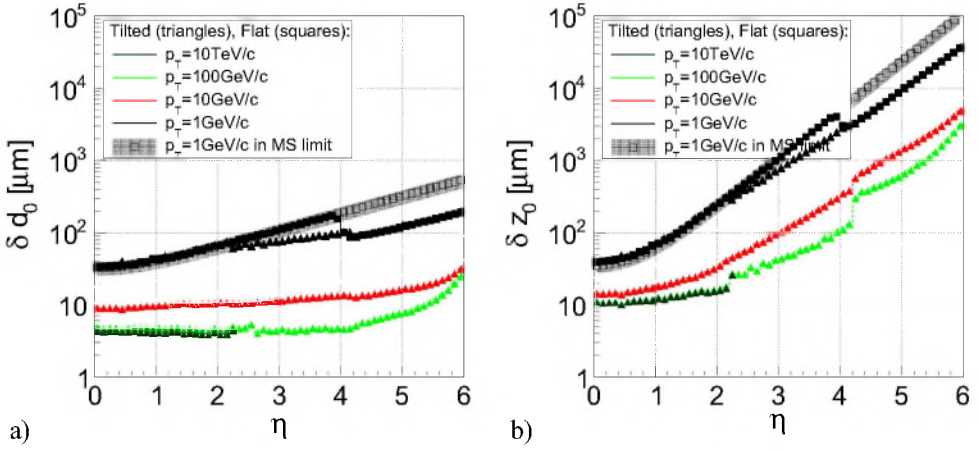 Tilted (triangles), Flat (squares):
p_T=10TeV/c
p_T=100GeV/c
p_T=10GeV/c
p_T=1GeV/c
p_T=1GeV/c in MS limit
10^5
10^4
10^3
10^2
10
1
δ d_0 [μm]
0 1 2 3 4 5 6
η
a)
Tilted (triangles), Flat (squares):
p_T=10TeV/c
p_T=100GeV/c
p_T=10GeV/c
p_T=1GeV/c
p_T=1GeV/c in MS limit
10^5
10^4
10^3
10^2
10
1
δ z_0 [μm]
0 1 2 3 4 5 6
η
b)